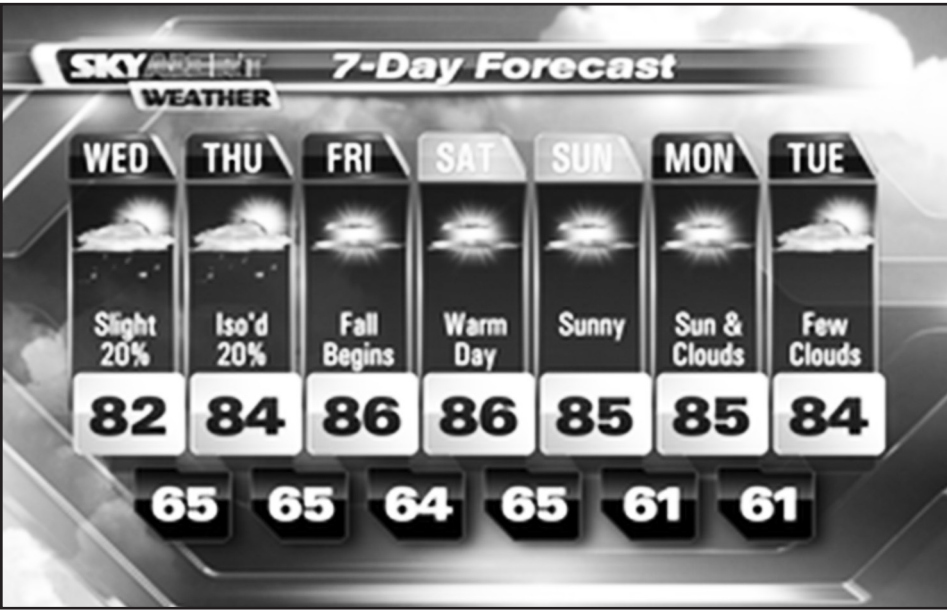 SKY ALERT 7-Day Forecast
WEATHER
WED THU FRI SAT SUN MON TUE
Slight Iso'd Fall Warm Sunny Sun & Few
20% 20% Begins Day Clouds Clouds
82 84 86 86 85 85 84
65 65 64 65 61 61